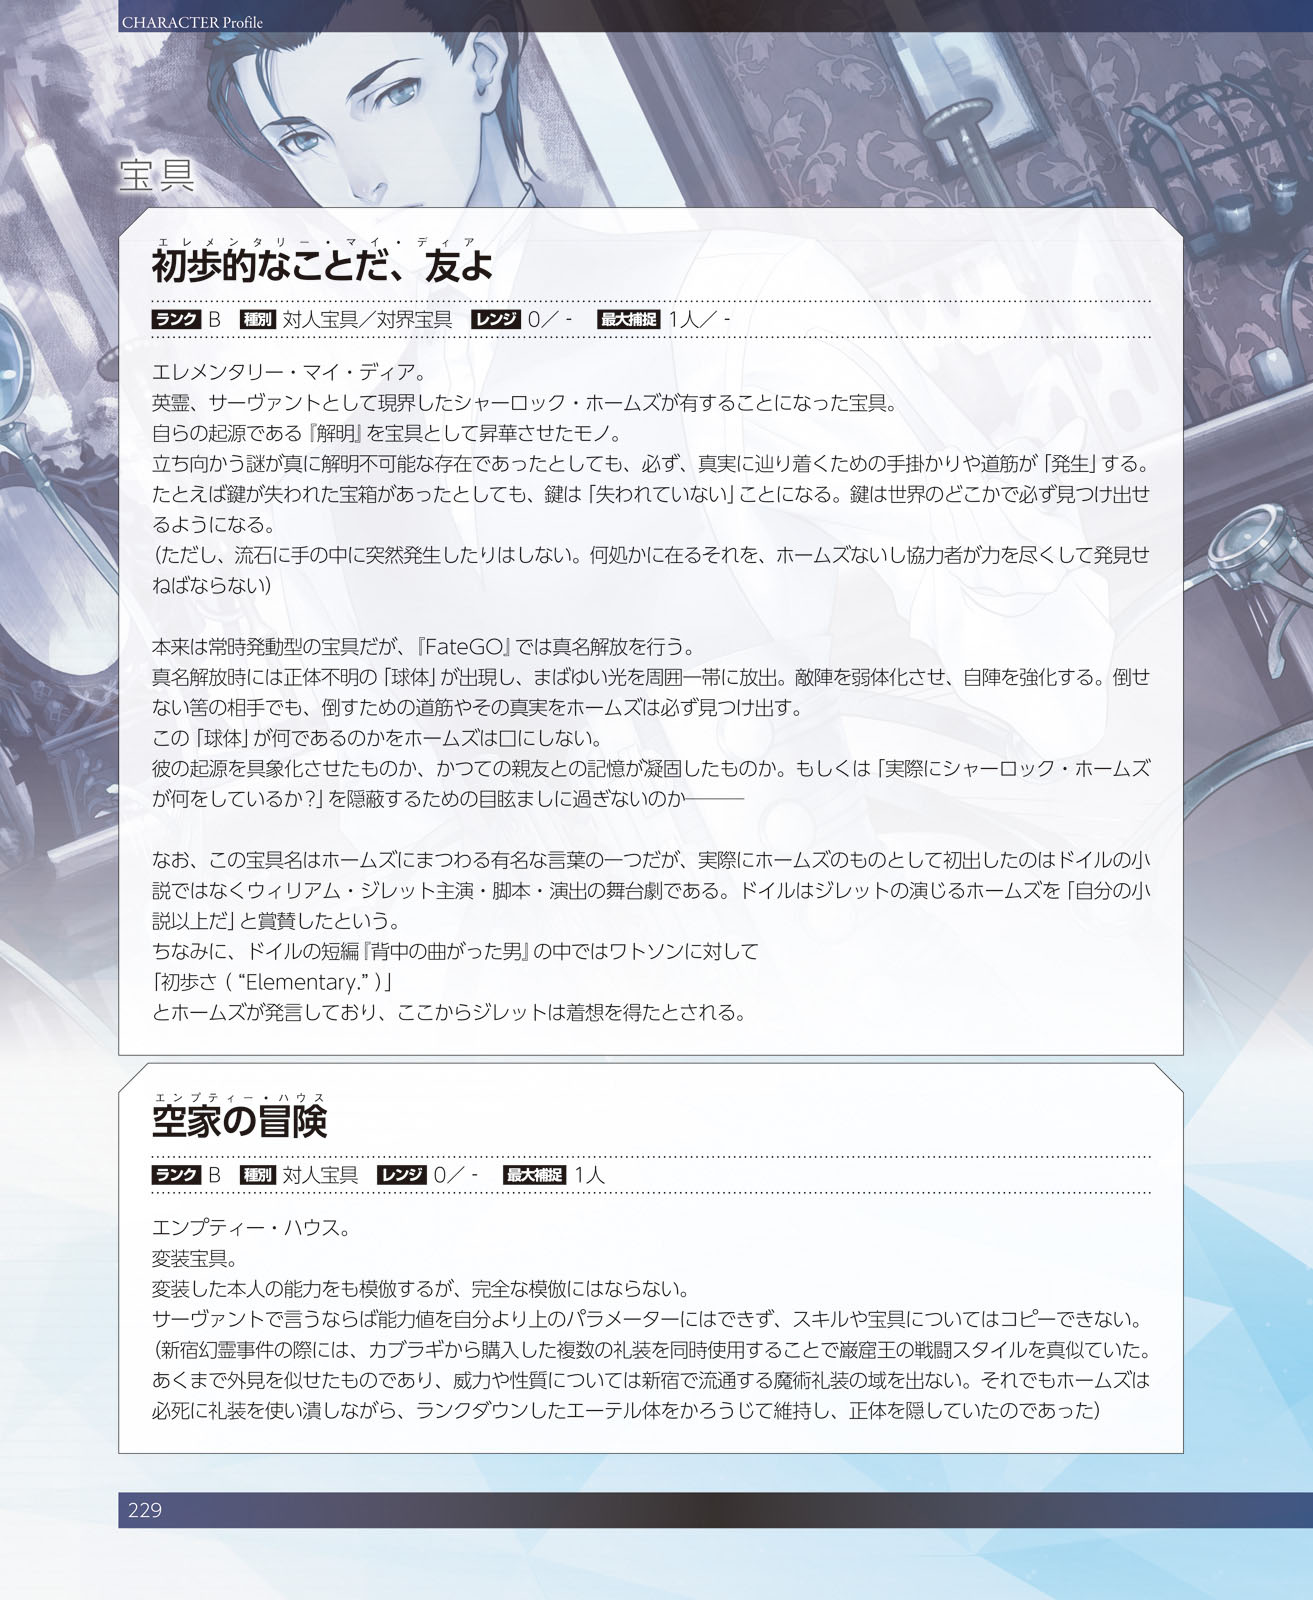 CHARACTER Profile
宝具
エレメンタリー・マイ・ディア
初歩的なことだ、友よ
ランク B 種別 対人宝具／対界宝具 レンジ 0／ - 最大捕捉 1人／ -
エレメンタリー・マイ・ディア。
英霊、サーヴァントとして現界したシャーロック・ホームズが有することになった宝具。
自らの起源である『解明』を宝具として昇華させたモノ。
立ち向かう謎が真に解明不可能な存在であったとしても、必ず、真実に辿り着くための手掛かりや道筋が「発生」する。
たとえば鍵が失われた宝箱があったとしても、鍵は「失われていない」ことになる。鍵は世界のどこかで必ず見つけ出せ
るようになる。
（ただし、流石に手の中に突然発生したりはしない。何処かに在るそれを、ホームズないし協力者が力を尽くして発見せ
ねばならない）
本来は常時発動型の宝具だが、『FateGO』では真名解放を行う。
真名解放時には正体不明の「球体」が出現し、まばゆい光を周囲一帯に放出。敵陣を弱体化させ、自陣を強化する。倒せ
ない筈の相手でも、倒すための道筋やその真実をホームズは必ず見つけ出す。
この「球体」が何であるのかをホームズは口にしない。
彼の起源を具象化させたものか、かつての親友との記憶が凝固したものか。もしくは「実際にシャーロック・ホームズ
が何をしているか？」を隠蔽するための目眩ましに過ぎないのか―――
なお、この宝具名はホームズにまつわる有名な言葉の一つだが、実際にホームズのものとして初出したのはドイルの小
説ではなくウィリアム・ジレット主演・脚本・演出の舞台劇である。ドイルはジレットの演じるホームズを「自分の小
説以上だ」と賞賛したという。
ちなみに、ドイルの短編『背中の曲がった男』の中ではワトソンに対して
「初歩さ（ “Elementary.” ）」
とホームズが発言しており、ここからジレットは着想を得たとされる。
エンプティー・ハウス
空家の冒険
ランク B 種別 対人宝具 レンジ 0／ - 最大捕捉 1人
エンプティー・ハウス。
変装宝具。
変装した本人の能力をも模倣するが、完全な模倣にはならない。
サーヴァントで言うならば能力値を自分より上のパラメーターにはできず、スキルや宝具についてはコピーできない。
（新宿幻霊事件の際には、カブラギから購入した複数の礼装を同時使用することで巌窟王の戦闘スタイルを真似ていた。
あくまで外見を似せたものであり、威力や性質については新宿で流通する魔術礼装の域を出ない。それでもホームズは
必死に礼装を使い潰しながら、ランクダウンしたエーテル体をかろうじて維持し、正体を隠していたのであった）
229